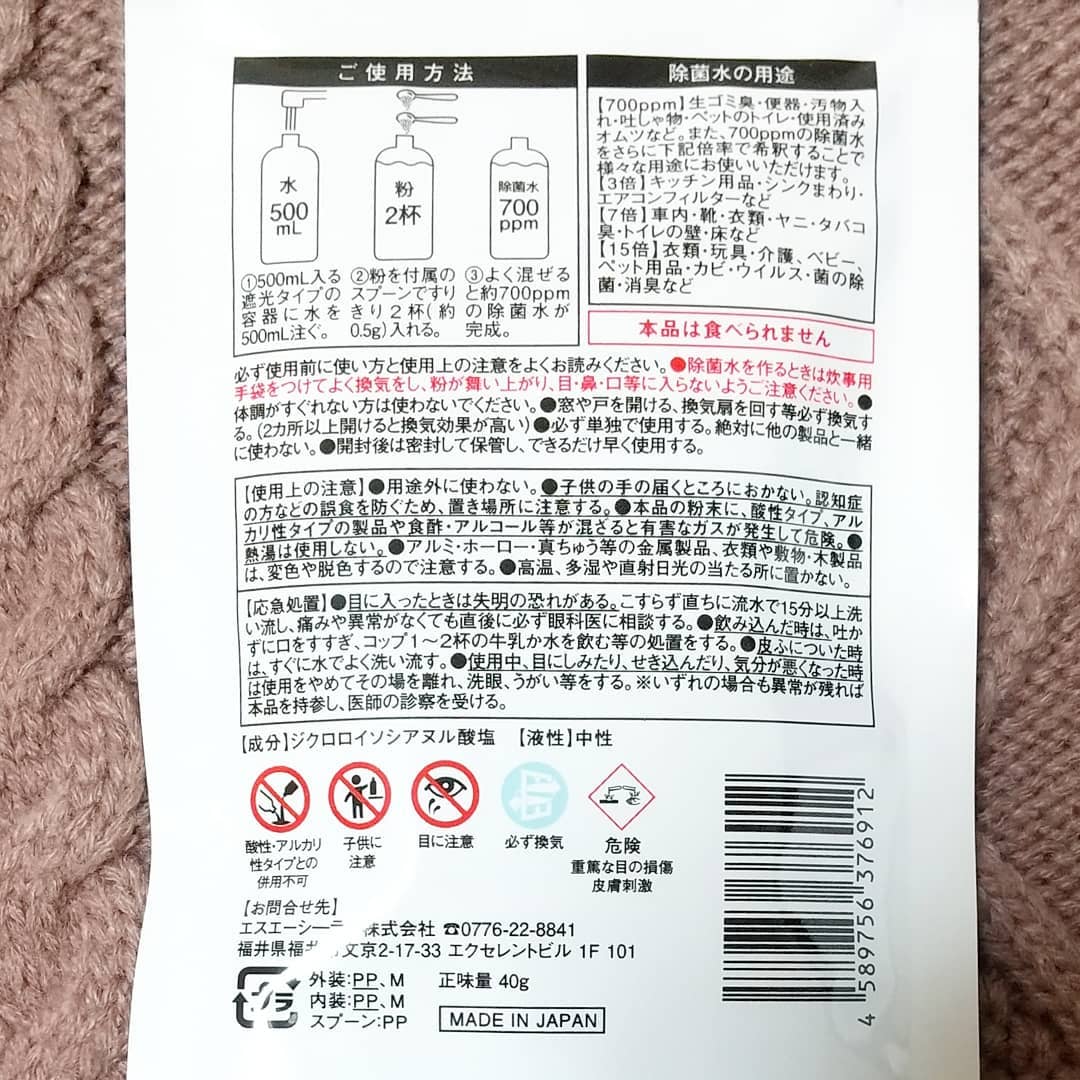 ご使用方法
水
500
mL
粉
2杯
除菌水
700
ppm
①500mL入る
遮光タイプの
容器に水を
500mL注ぐ。
②粉を付属の
スプーンですり
きり2杯(約
0.5g)入れる。
③よく混ぜる
と約700ppm
の除菌水が
完成。
除菌水の用途
【700ppm】生ゴミ臭・便器・汚物入
れ・吐しゃ物・ペットのトイレ・使用済み
オムツなど。また、700ppmの除菌水
をさらに下記倍率で希釈することで
様々な用途にお使いいただけます。
【3倍】キッチン用品・シンクまわり・
エアコンフィルターなど
【7倍】車内・靴・衣類・ヤニ・タバコ
臭・トイレの壁・床など
【15倍】衣類・玩具・介護、ベビー、
ペット用品・カビ・ウイルス・菌の除
菌・消臭など
本品は食べられません
必ず使用前に使い方と使用上の注意をよくお読みください。●除菌水を作るときは炊事用
手袋をつけてよく換気をし、粉が舞い上がり、目・鼻・口等に入らないようご注意ください。●
体調がすぐれない方は使わないでください。●窓や戸を開ける、換気扇を回す等必ず換気す
る。(2カ所以上開けると換気効果が高い)●必ず単独で使用する。絶対に他の製品と一緒
に使わない。●開封後は密封して保管し、できるだけ早く使用する。
【使用上の注意】●用途外に使わない。●子供の手の届くところにおかない。認知症
の方などの誤食を防ぐため、置き場所に注意する。●本品の粉末に、酸性タイプ、アル
カリ性タイプの製品や食酢・アルコール等が混ざると有害なガスが発生して危険。●
熱湯は使用しない。●アルミ・ホーロー・真ちゅう等の金属製品、衣類や敷物・木製品
は、変色や脱色するので注意する。●高温、多湿や直射日光の当たる所に置かない。
【応急処置】●目に入ったときは失明の恐れがある。こすらず直ちに流水で15分以上洗
い流し、痛みや異常がなくても直後に必ず眼科医に相談する。●飲み込んだ時は、吐か
ずに口をすすぎ、コップ1~2杯の牛乳か水を飲む等の処置をする。●皮ふについた時
は、すぐに水でよく洗い流す。●使用中、目にしみたり、せき込んだり、気分が悪くなった時
は使用をやめてその場を離れ、洗眼、うがい等をする。※いずれの場合も異常が残れば
本品を持参し、医師の診察を受ける。
【成分】ジクロロイソシアヌル酸塩 【液性】中性
酸性・アルカリ
性タイプとの
併用不可
子供に
注意
目に注意
必ず換気
危険
重篤な目の損傷
皮膚刺激
【お問合せ先】
エスエーシー 株式会社 ☎0776-22-8841
福井県福 文京2-17-33 エクセレントビル 1F 101
プラ
外装:PP、M
内装:PP、M
スプーン:PP
正味量 40g
MADE IN JAPAN
4 589756 376912